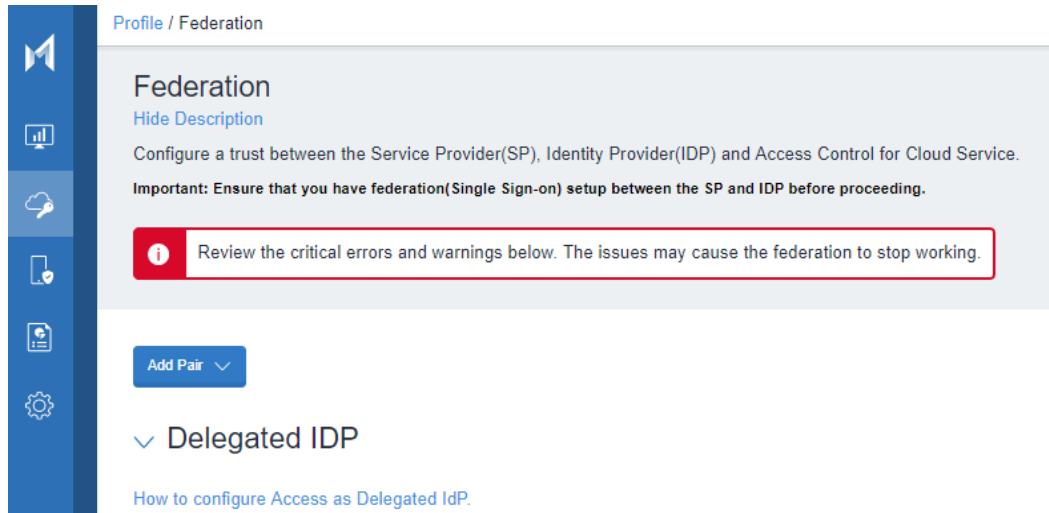 Profile / Federation
Federation
Hide Description
Configure a trust between the Service Provider(SP), Identity Provider(IDP) and Access Control for Cloud Service.
Important: Ensure that you have federation(Single Sign-on) setup between the SP and IDP before proceeding.
Review the critical errors and warnings below. The issues may cause the federation to stop working.
Add Pair
Delegated IDP
How to configure Access as Delegated IdP.